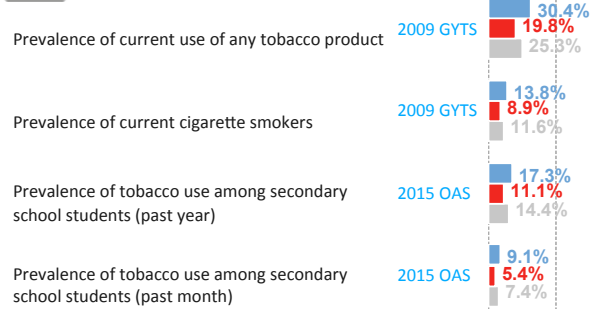 30.4%
Prevalence of current use of any tobacco product 2009 GYTS 19.8%
25.3%
13.8%
Prevalence of current cigarette smokers 2009 GYTS 8.9%
11.6%
17.3%
Prevalence of tobacco use among secondary 2015 OAS 11.1%
school students (past year) 14.4%
9.1%
Prevalence of tobacco use among secondary 2015 OAS 5.4%
school students (past month) 7.4%